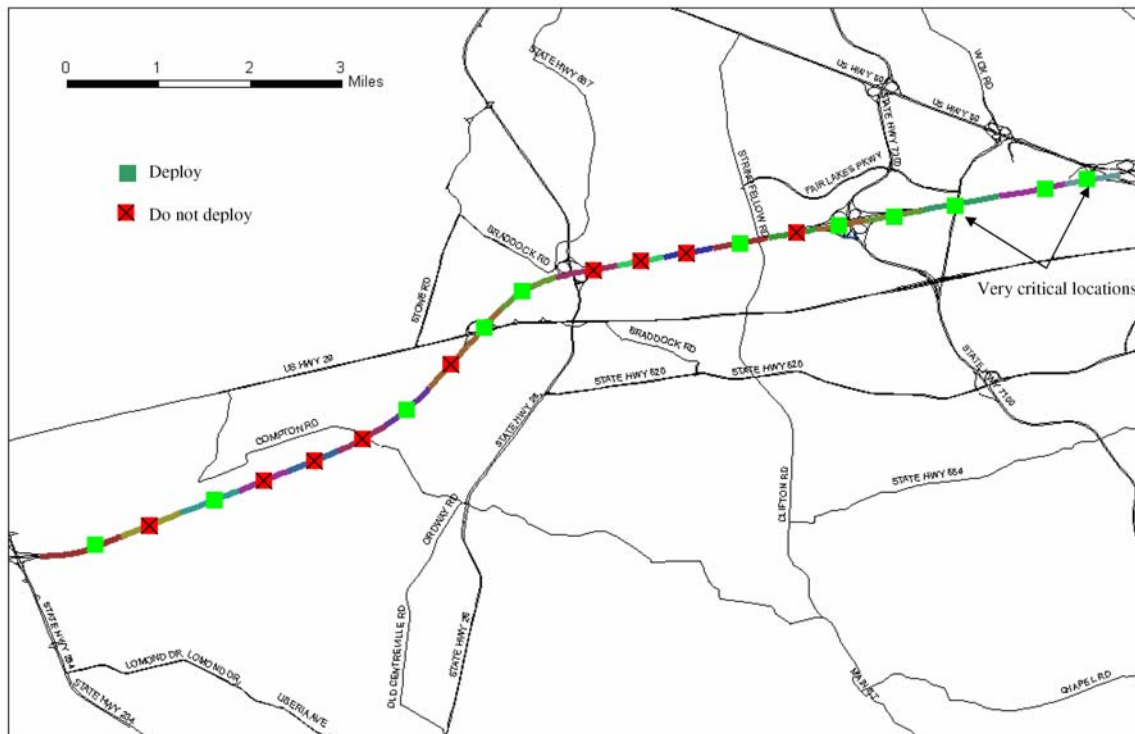 0 1 2 3
Miles
Deploy
Do not deploy
STATE HWY 657
US HWY 50
WOK RD
US HWY 50
STATE HWY 7100
FAIR LAKES PKWY
STRINGFELLOW RD
BRADDOCK RD
STONE RD
Very critical locations
US HWY 29
BRADDOCK RD
STATE HWY 620
STATE HWY 620
STATE HWY 7100
STATE HWY 28
COMPTON RD
STATE HWY 654
CLIFTON RD
ORDWAY RD
OLD CENTREVILLE RD
STATE HWY 28
STATE HWY 234
LOMOND DR, LOMOND DR,
STATE HWY 234
USERIA AVE
MAIN ST
CHAPEL RD